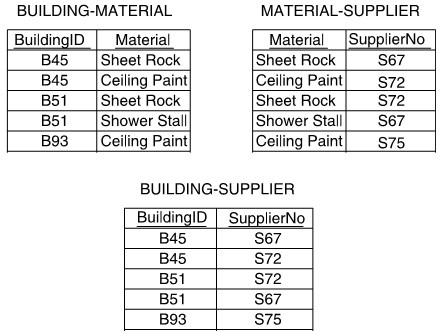 BUILDING-MATERIAL
BuildingID Material
B45 Sheet Rock
B45 Ceiling Paint
B51 Sheet Rock
B51 Shower Stall
B93 Ceiling Paint
MATERIAL-SUPPLIER
Material SupplierNo
Sheet Rock S67
Ceiling Paint S72
Sheet Rock S72
Shower Stall S67
Ceiling Paint S75
BUILDING-SUPPLIER
BuildingID SupplierNo
B45 S67
B45 S72
B51 S72
B51 S67
B93 S75